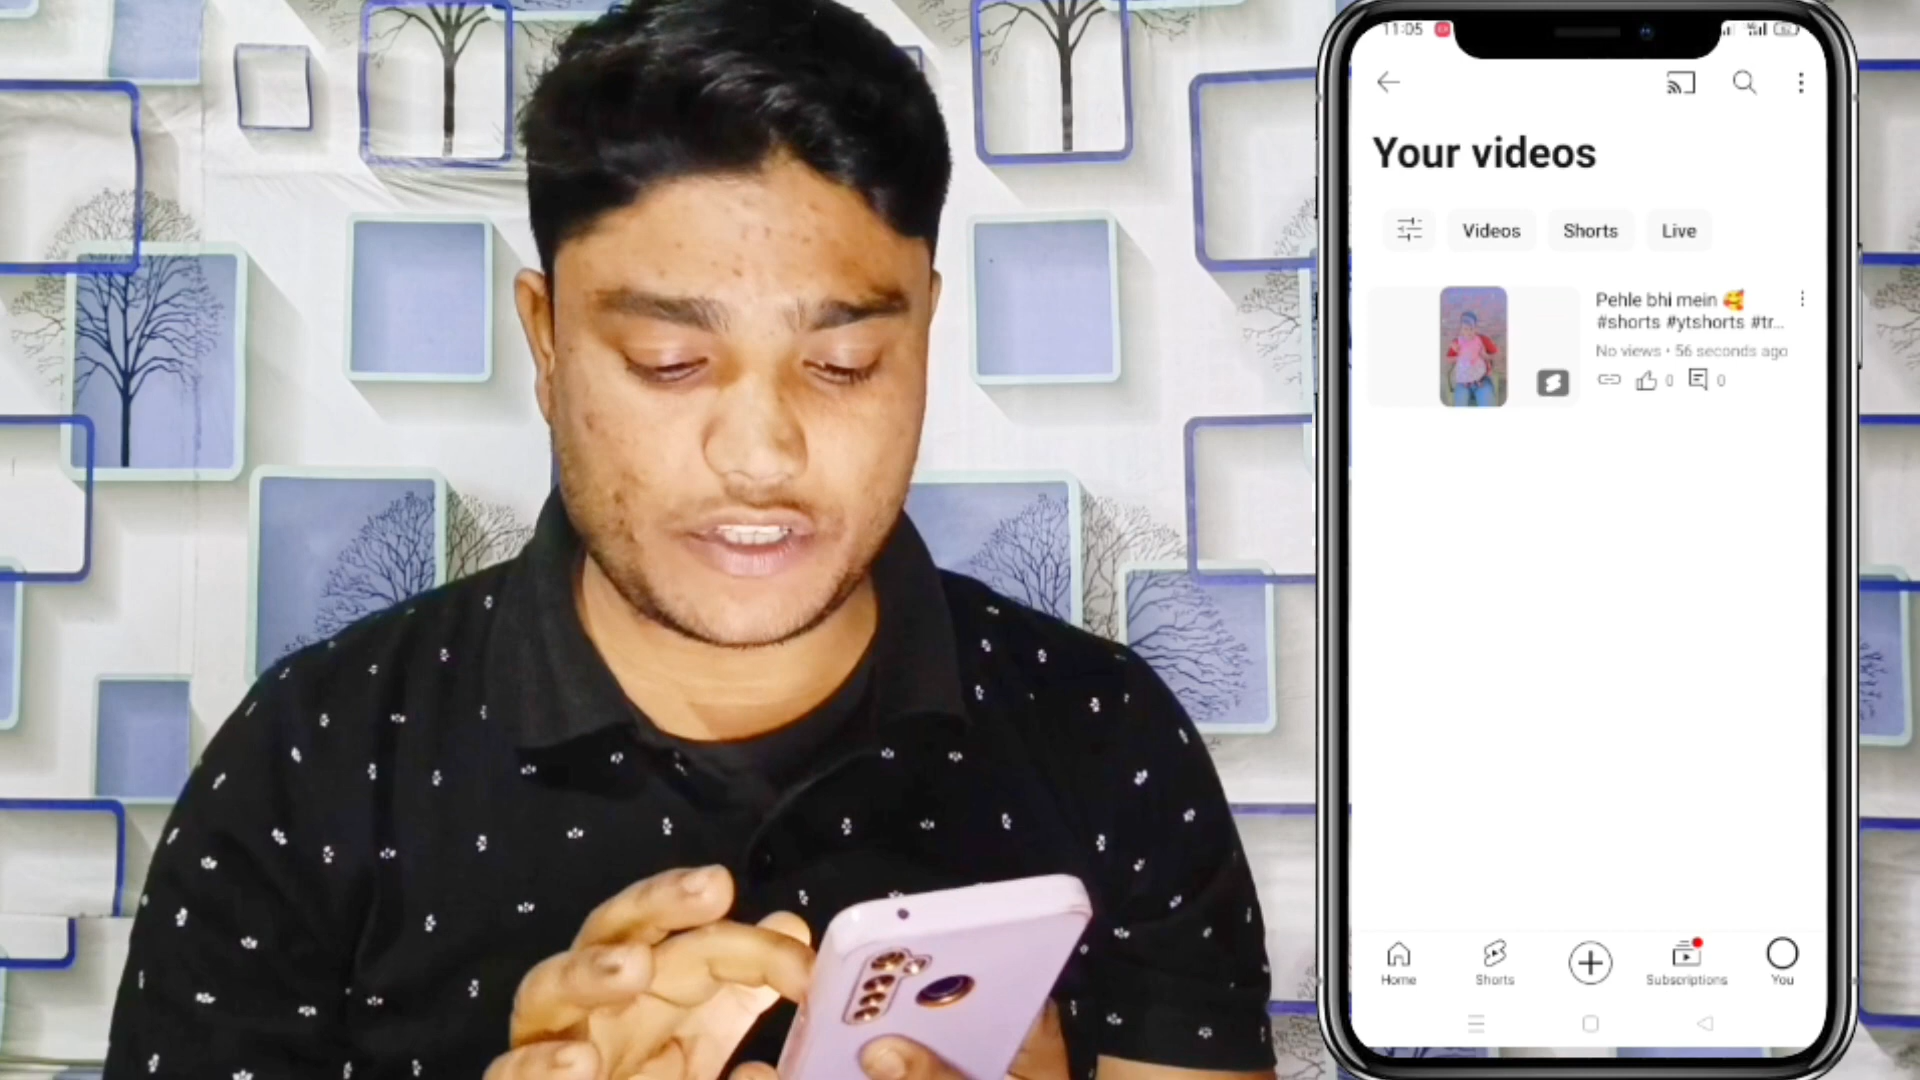 11:05
Your videos
Videos Shorts Live
Pehle bhi mein 🥰
#shorts #ytshorts #tr...
No views • 56 seconds ago
0 0
Home Shorts Subscriptions You